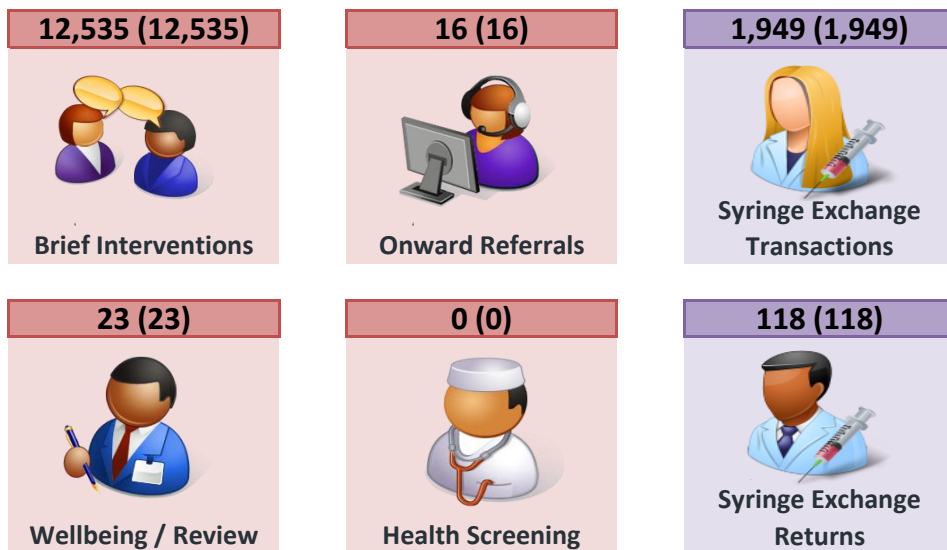 12,535 (12,535)
Brief Interventions
16 (16)
Onward Referrals
1,949 (1,949)
Syringe Exchange
Transactions
23 (23)
Wellbeing / Review
0 (0)
Health Screening
118 (118)
Syringe Exchange
Returns